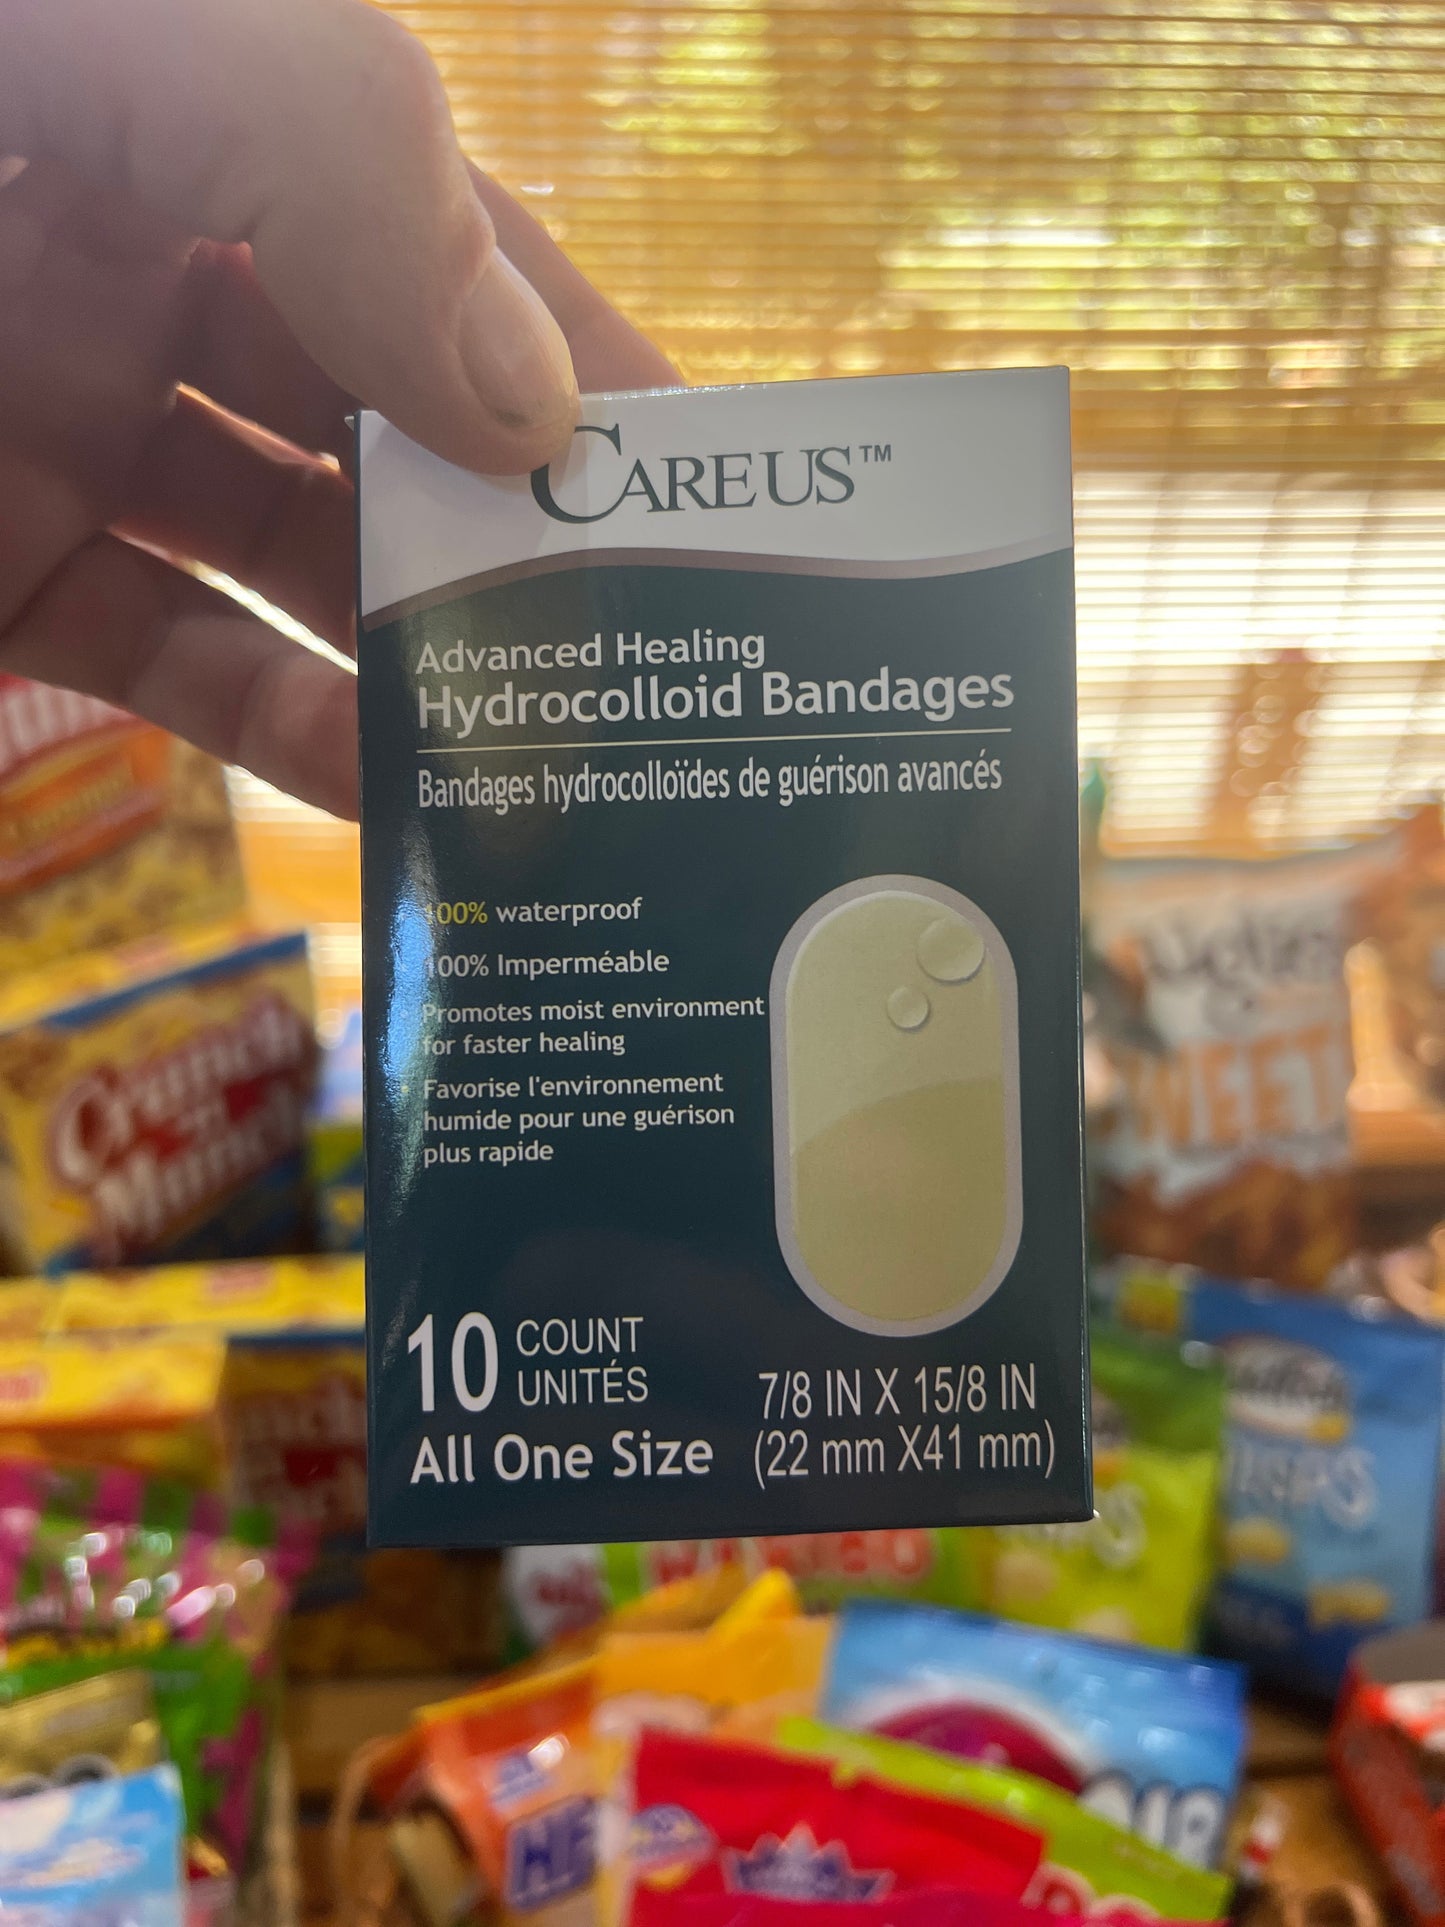 CAREUS™
Advanced Healing
Hydrocolloid Bandages
Bandages hydrocolloïdes de guérison avancés
100% waterproof
100% Imperméable
Promotes moist environment
for faster healing
Favorise l'environnement
humide pour une guérison
plus rapide
10 COUNT
UNITÉS
All One Size
7/8 IN X 15/8 IN
(22 mm X41 mm)
Crunch
'n
Munch